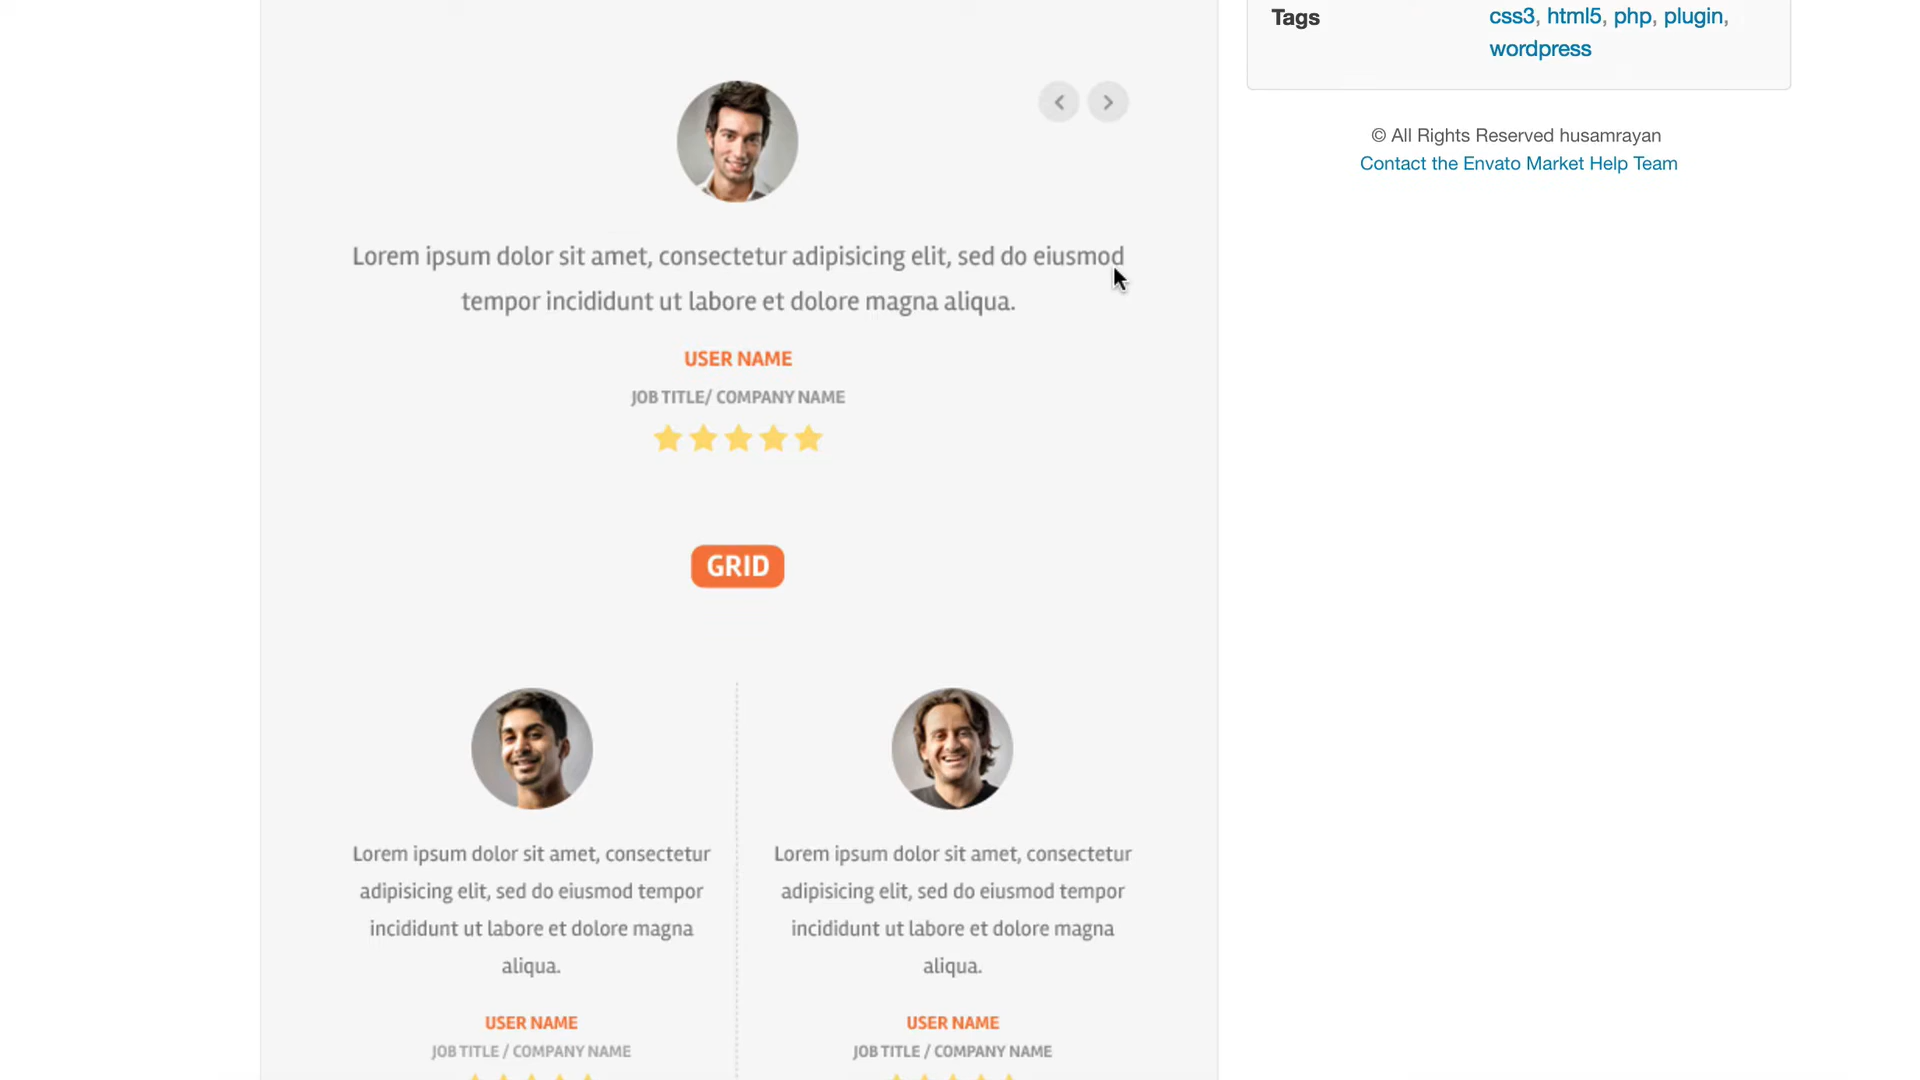 Tags
css3, html5, php, plugin,
wordpress
© All Rights Reserved husamrayan
Contact the Envato Market Help Team
Lorem ipsum dolor sit amet, consectetur adipisicing elit, sed do eiusmod
tempor incididunt ut labore et dolore magna aliqua.
USER NAME
JOB TITLE/ COMPANY NAME
GRID
Lorem ipsum dolor sit amet, consectetur
adipisicing elit, sed do eiusmod tempor
incididunt ut labore et dolore magna
aliqua.
USER NAME
JOB TITLE / COMPANY NAME
Lorem ipsum dolor sit amet, consectetur
adipisicing elit, sed do eiusmod tempor
incididunt ut labore et dolore magna
aliqua.
USER NAME
JOB TITLE / COMPANY NAME